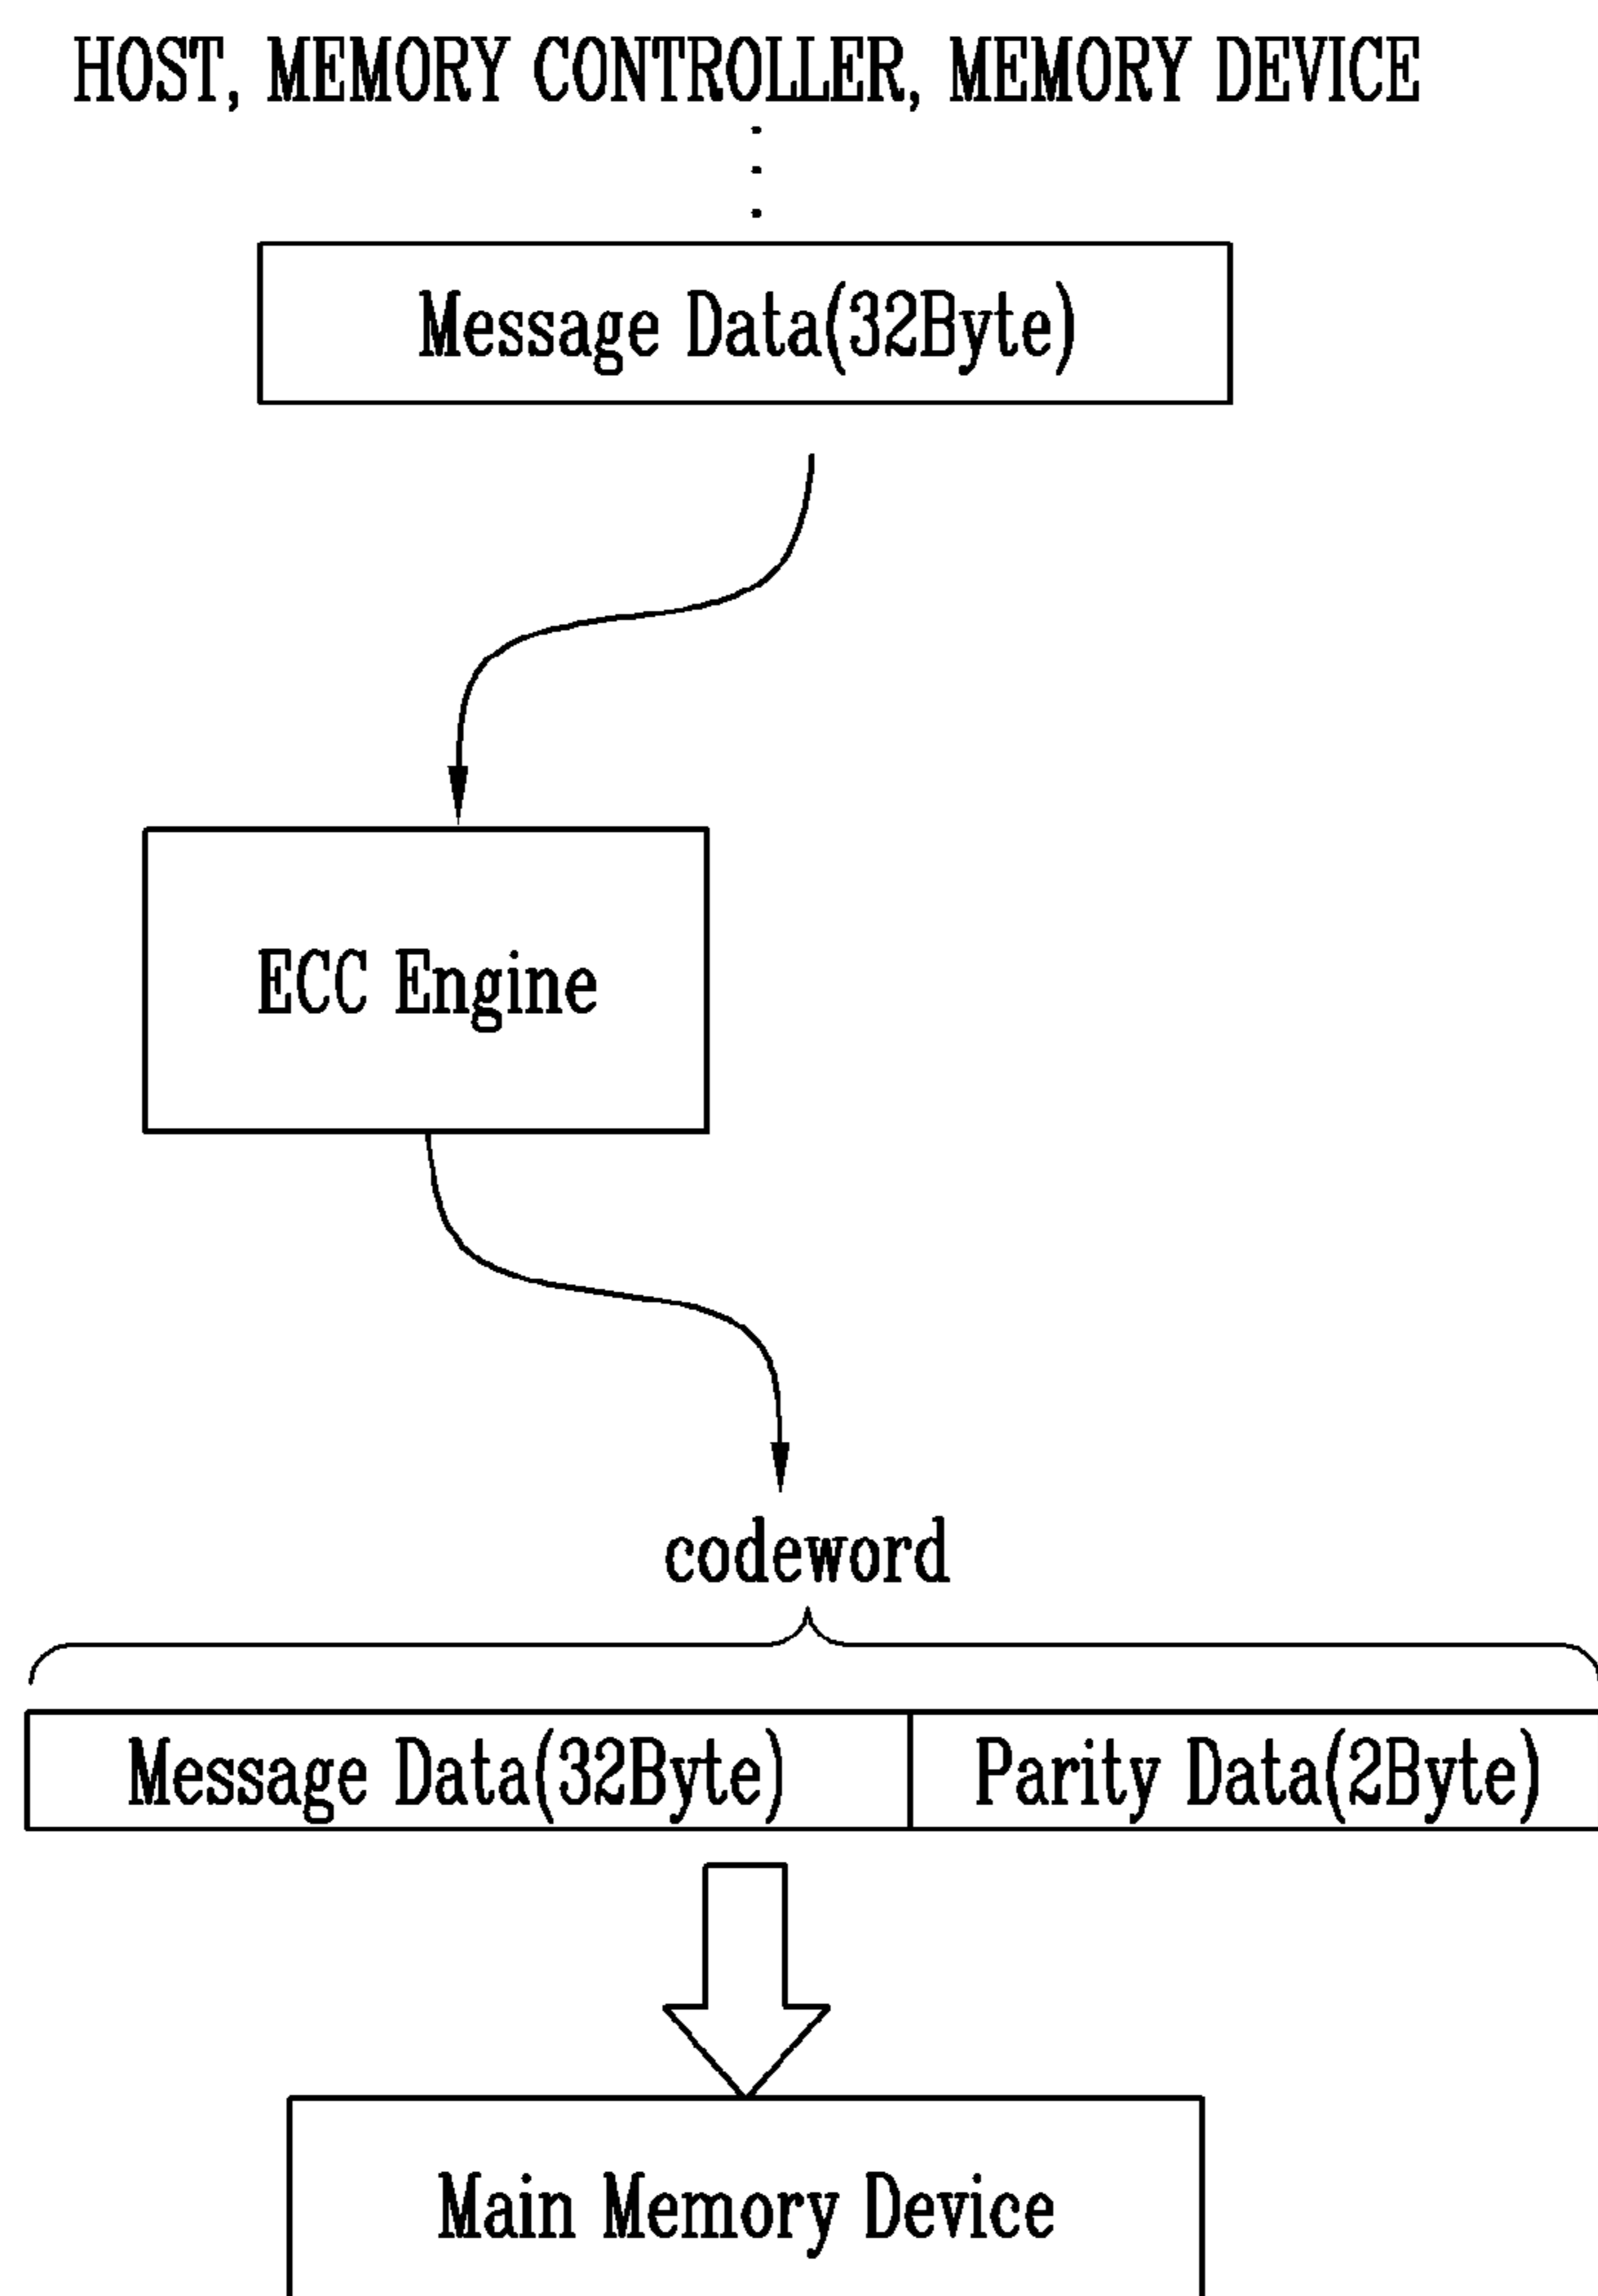 HOST, MEMORY CONTROLLER, MEMORY DEVICE
Message Data(32Byte)
ECC Engine
codeword
Message Data(32Byte) Parity Data(2Byte)
Main Memory Device